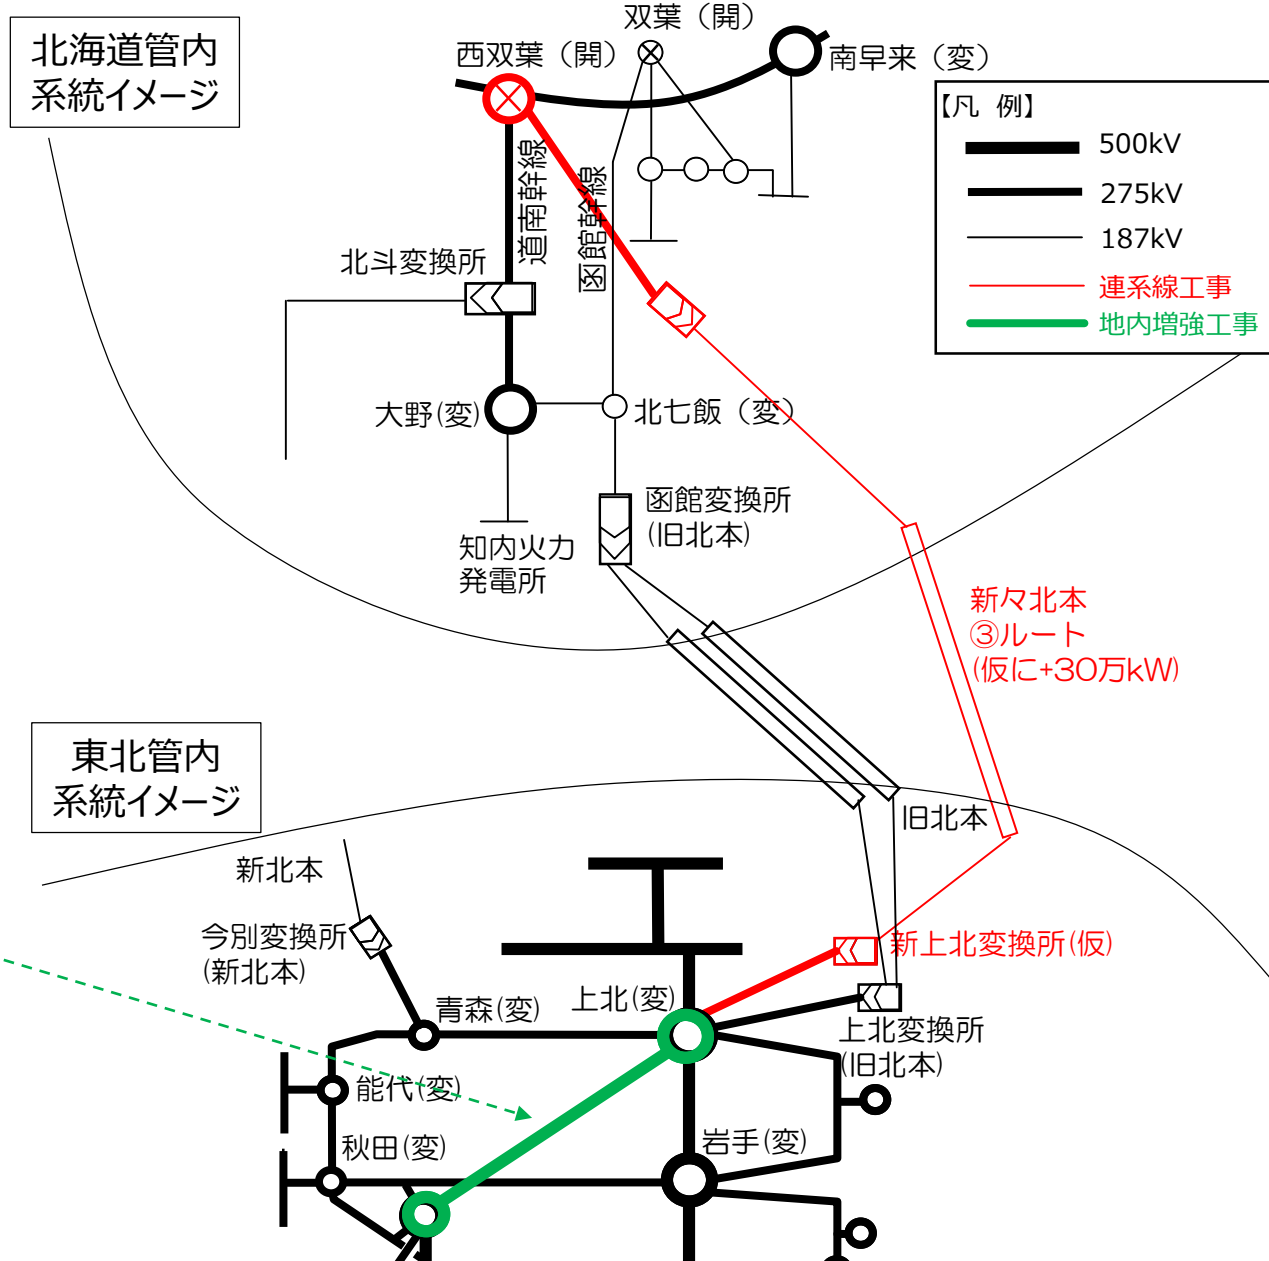 北海道管内
系統イメージ
双葉（開）
西双葉（開）
南早来（変）
【凡 例】
500kV
275kV
187kV
連系線工事
地内増強工事
道南幹線
函館幹線
北斗変換所
大野(変)
北七飯（変）
函館変換所
(旧北本)
知内火力
発電所
新々北本
③ルート
(仮に+30万kW)
東北管内
系統イメージ
旧北本
新北本
今別変換所
(新北本)
新上北変換所(仮)
青森(変)
上北(変)
上北変換所
(旧北本)
能代(変)
秋田(変)
岩手(変)